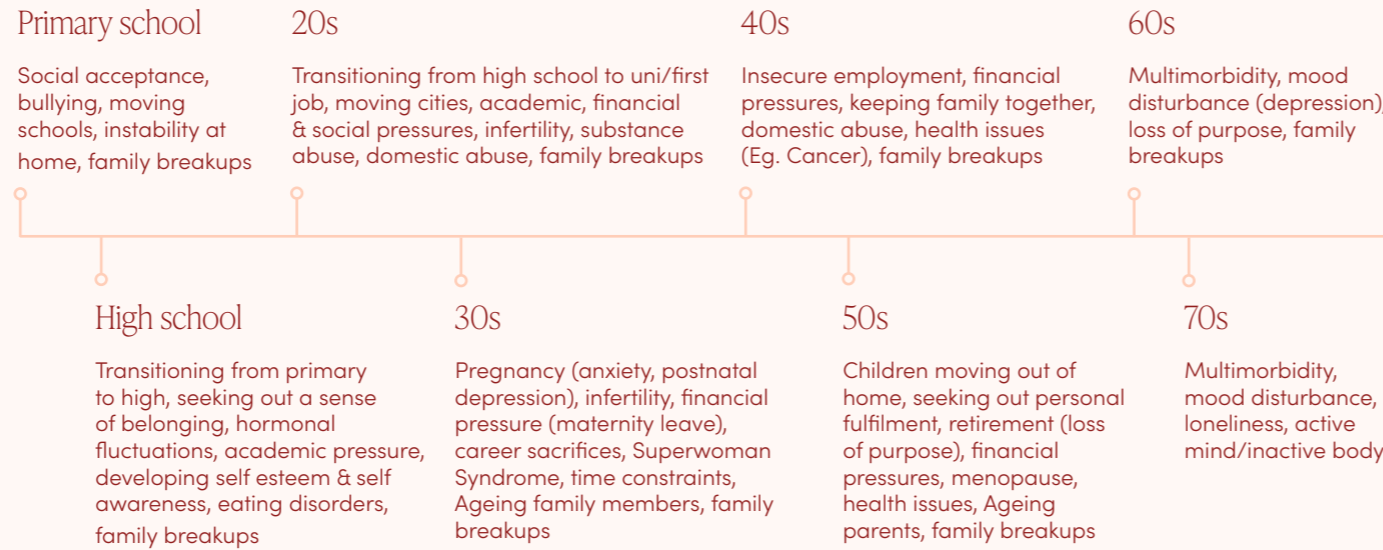 Primary school
Social acceptance,
bullying, moving
schools, instability at
home, family breakups
20s
Transitioning from high school to uni/first
job, moving cities, academic, financial
& social pressures, infertility, substance
abuse, domestic abuse, family breakups
40s
Insecure employment, financial
pressures, keeping family together,
domestic abuse, health issues
(Eg. Cancer), family breakups
60s
Multimorbidity, mood
disturbance (depression),
loss of purpose, family
breakups
High school
Transitioning from primary
to high, seeking out a sense
of belonging, hormonal
fluctuations, academic pressure,
developing self esteem & self
awareness, eating disorders,
family breakups
30s
Pregnancy (anxiety, postnatal
depression), infertility, financial
pressure (maternity leave),
career sacrifices, Superwoman
Syndrome, time constraints,
Ageing family members, family
breakups
50s
Children moving out of
home, seeking out personal
fulfilment, retirement (loss
of purpose), financial
pressures, menopause,
health issues, Ageing
parents, family breakups
70s
Multimorbidity,
mood disturbance,
loneliness, active
mind/inactive body